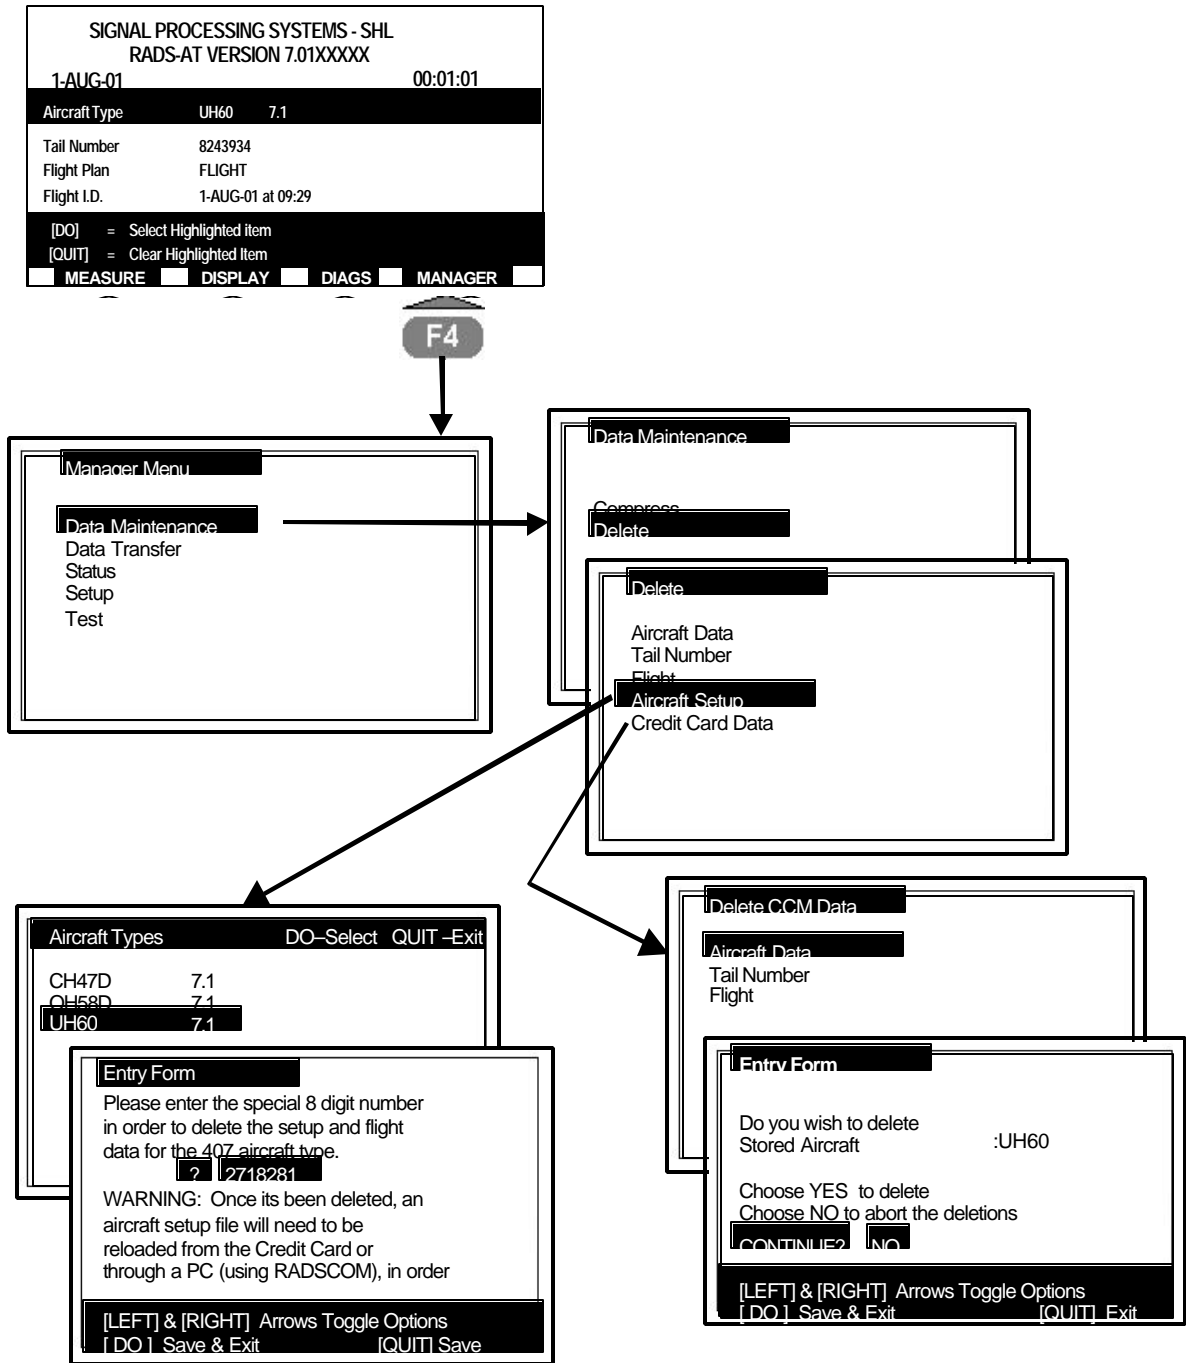 SIGNAL PROCESSING SYSTEMS - SHL
RADS-AT VERSION 7.01XXXXX
1-AUG-01 00:01:01
Aircraft Type UH60 7.1
Tail Number 8243934
Flight Plan FLIGHT
Flight I.D. 1-AUG-01 at 09:29
[DO] = Select Highlighted item
[QUIT] = Clear Highlighted Item
MEASURE DISPLAY DIAGS MANAGER
F4
Manager Menu
Data Maintenance
Data Transfer
Status
Setup
Test
Data Maintenance
Compress
Delete
Delete
Aircraft Data
Tail Number
Flight
Aircraft Setup
Credit Card Data
Aircraft Types DO–Select QUIT –Exit
CH47D 7.1
OH58D 7.1
UH60 7.1
Entry Form
Please enter the special 8 digit number
in order to delete the setup and flight
data for the 407 aircraft type.
? 2718281
WARNING: Once its been deleted, an
aircraft setup file will need to be
reloaded from the Credit Card or
through a PC (using RADSCOM), in order
[LEFT] & [RIGHT] Arrows Toggle Options
[ DO ] Save & Exit [QUIT] Save
Delete CCM Data
Aircraft Data
Tail Number
Flight
Entry Form
Do you wish to delete
Stored Aircraft :UH60
Choose YES to delete
Choose NO to abort the deletions
CONTINUE? NO
[LEFT] & [RIGHT] Arrows Toggle Options
[ DO ] Save & Exit [QUIT] Exit